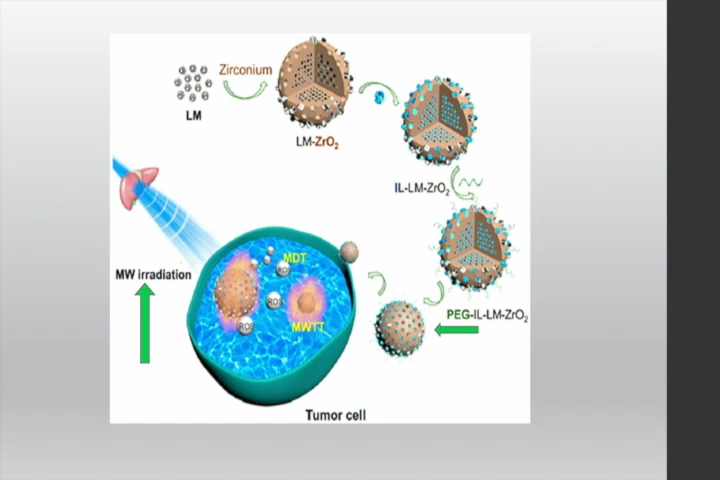 Zirconium
LM
LM-ZrO₂
IL-LM-ZrO₂
MW irradiation
MDT
ROS
ROS
ROS
MWTT
PEG-IL-LM-ZrO₂
Tumor cell